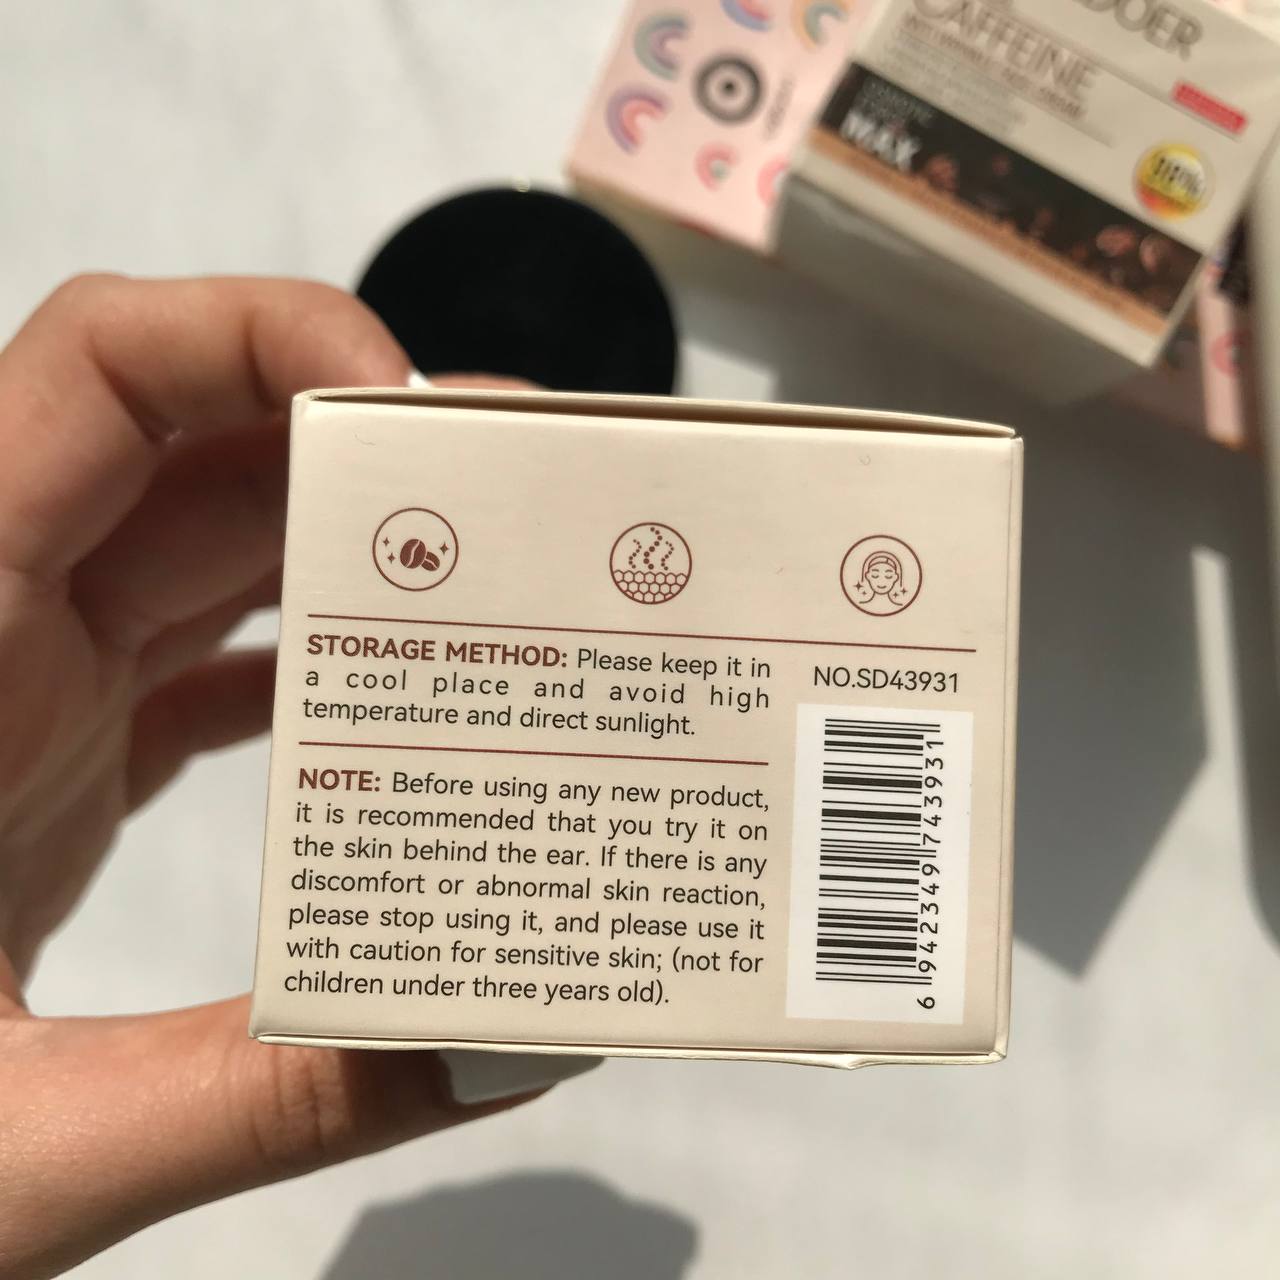 DOER
CAFFEINE
MAX
STORAGE METHOD: Please keep it in
a cool place and avoid high
temperature and direct sunlight.
NOTE: Before using any new product,
it is recommended that you try it on
the skin behind the ear. If there is any
discomfort or abnormal skin reaction,
please stop using it, and please use it
with caution for sensitive skin; (not for
children under three years old).
NO.SD43931
6942349743931